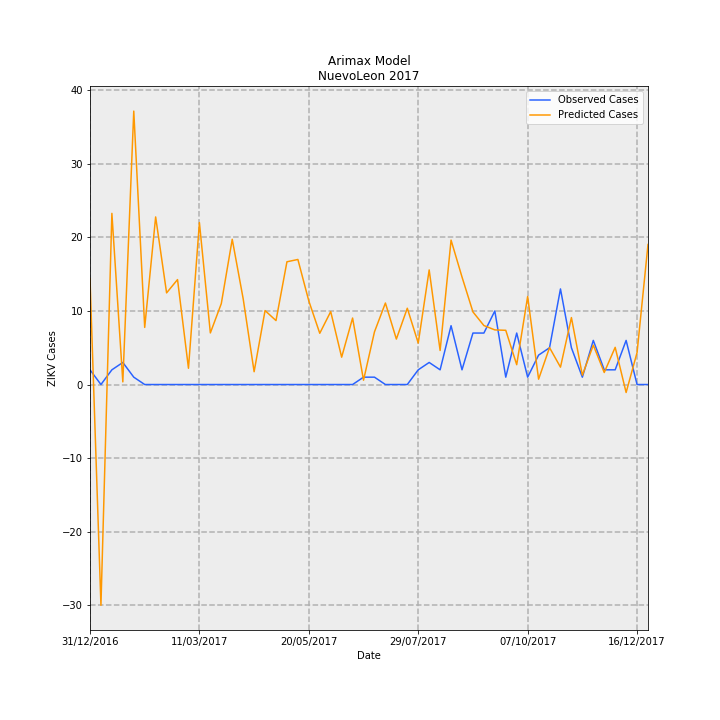 Arimax Model
NuevoLeon 2017
Observed Cases
Predicted Cases
ZIKV Cases
40
30
20
10
0
−10
−20
−30
31/12/2016
11/03/2017
20/05/2017
29/07/2017
07/10/2017
16/12/2017
Date